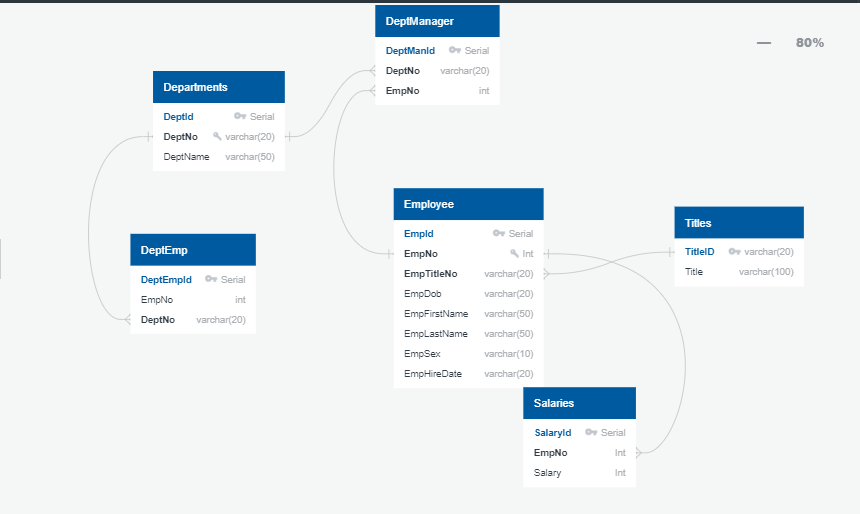 DeptManager
DeptManId Serial
DeptNo varchar(20)
EmpNo int
80%
Departments
DeptId Serial
DeptNo varchar(20)
DeptName varchar(50)
Employee
EmpId Serial
EmpNo Int
EmpTitleNo varchar(20)
EmpDob varchar(20)
EmpFirstName varchar(50)
EmpLastName varchar(50)
EmpSex varchar(10)
EmpHireDate varchar(20)
Titles
TitleID varchar(20)
Title varchar(100)
DeptEmp
DeptEmpId Serial
EmpNo int
DeptNo varchar(20)
Salaries
SalaryId Serial
EmpNo Int
Salary Int